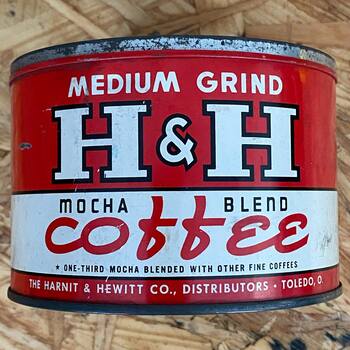 MEDIUM GRIND
H & H
MOCHA BLEND
COFFEE
★ ONE-THIRD MOCHA BLENDED WITH OTHER FINE COFFEES
THE HARNIT & HEWITT CO., DISTRIBUTORS • TOLEDO, O.